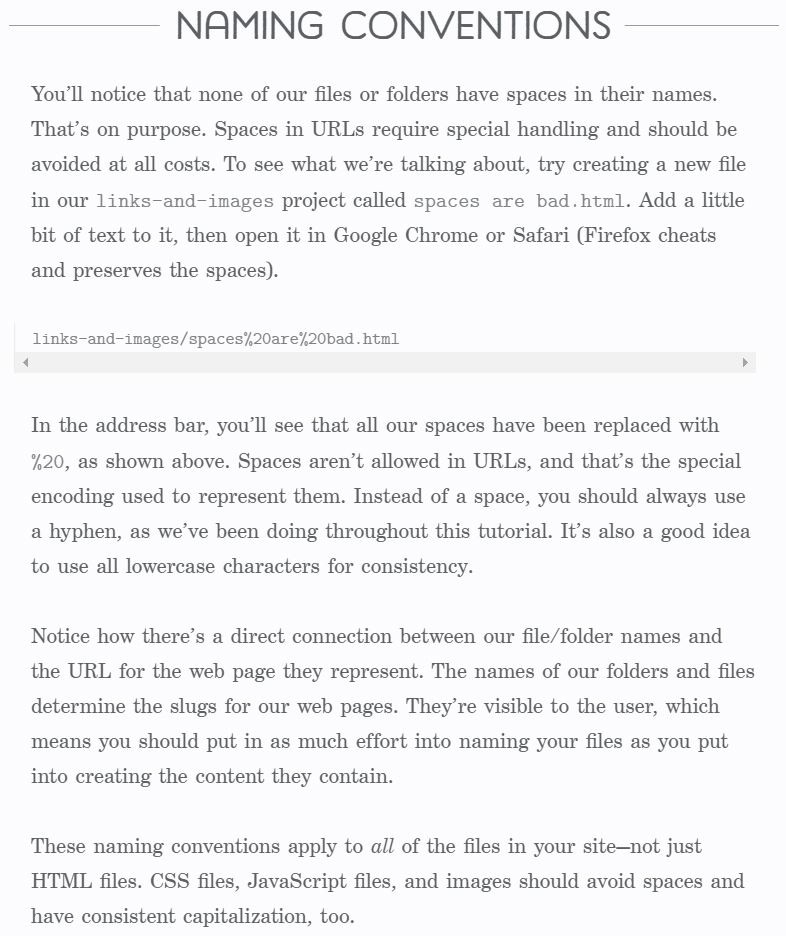 NAMING CONVENTIONS
You’ll notice that none of our files or folders have spaces in their names.
That’s on purpose. Spaces in URLs require special handling and should be
avoided at all costs. To see what we’re talking about, try creating a new file
in our links-and-images project called spaces are bad.html. Add a little
bit of text to it, then open it in Google Chrome or Safari (Firefox cheats
and preserves the spaces).
links-and-images/spaces%20are%20bad.html
In the address bar, you’ll see that all our spaces have been replaced with
%20, as shown above. Spaces aren’t allowed in URLs, and that’s the special
encoding used to represent them. Instead of a space, you should always use
a hyphen, as we’ve been doing throughout this tutorial. It’s also a good idea
to use all lowercase characters for consistency.
Notice how there’s a direct connection between our file/folder names and
the URL for the web page they represent. The names of our folders and files
determine the slugs for our web pages. They’re visible to the user, which
means you should put in as much effort into naming your files as you put
into creating the content they contain.
These naming conventions apply to all of the files in your site—not just
HTML files. CSS files, JavaScript files, and images should avoid spaces and
have consistent capitalization, too.